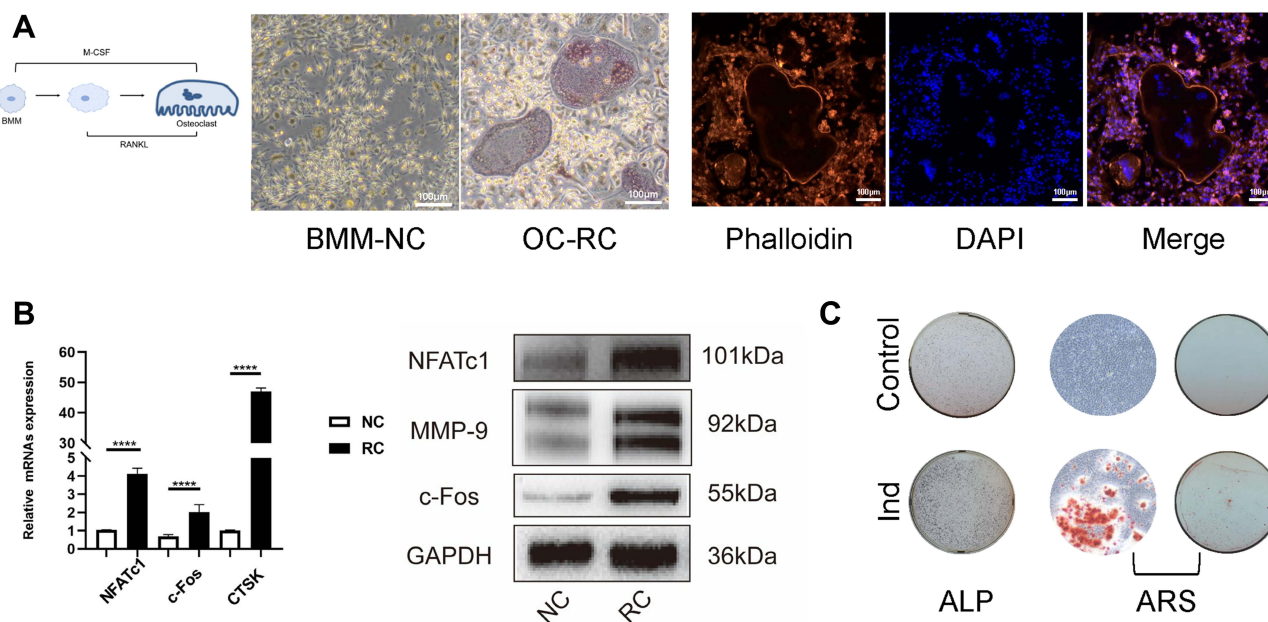 A
M-CSF
BMM
Osteoclast
RANKL
100μm
100μm
100μm
100μm
100μm
BMM-NC
OC-RC
Phalloidin
DAPI
Merge
B
Relative mRNAs expression
60
50
40
30
5
4
3
2
1
0
****
****
****
NFATc1
c-Fos
CTSK
NC
RC
NFATc1
101kDa
MMP-9
92kDa
c-Fos
55kDa
GAPDH
36kDa
NC
RC
C
Control
Ind
ALP
ARS